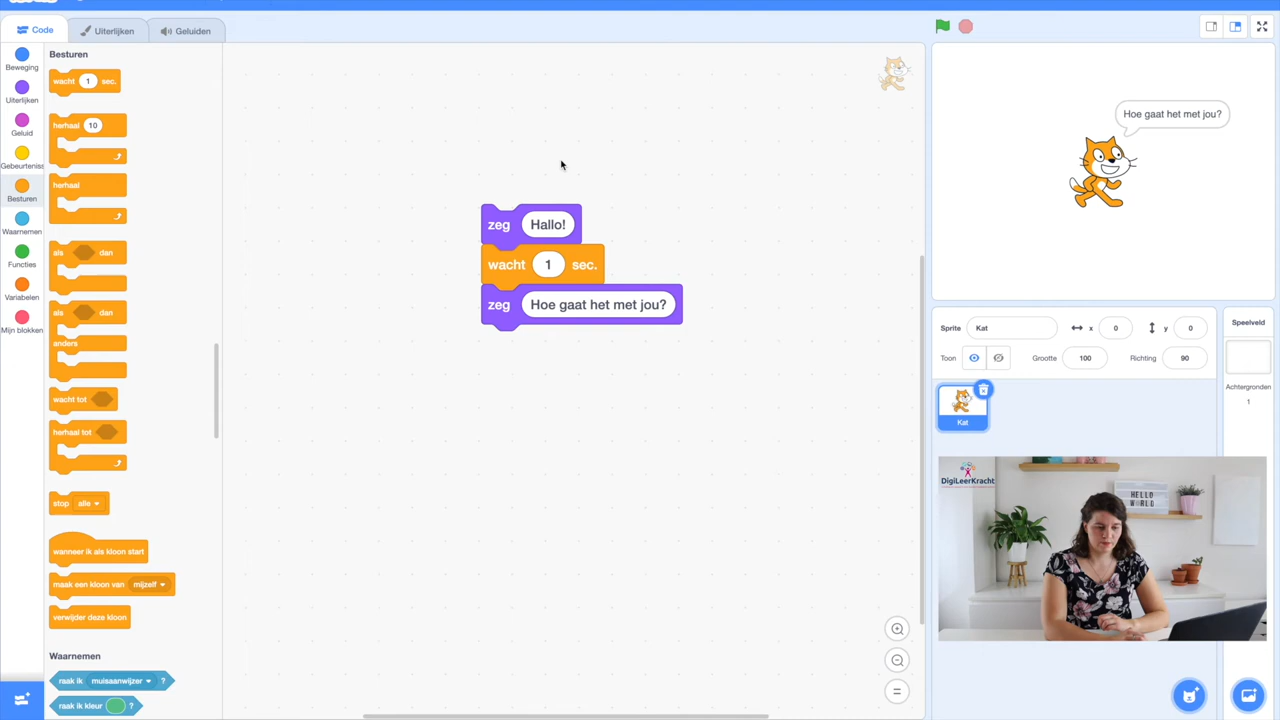 Code
Uiterlijken
Geluiden
Beweging
Uiterlijken
Geluid
Gebeurteniss
Besturen
Waarnemen
Functies
Variabelen
Mijn blokken
Besturen
wacht 1 sec.
herhaal 10
herhaal
als dan
als dan
anders
wacht tot
herhaal tot
stop alle
wanneer ik als kloon start
maak een kloon van mijzelf
verwijder deze kloon
Waarnemen
raak ik muisaanwijzer ?
raak ik kleur ?
zeg Hallo!
wacht 1 sec.
zeg Hoe gaat het met jou?
Hoe gaat het met jou?
Sprite Kat x 0 y 0
Toon Grootte 100 Richting 90
Kat
Speelveld
Achtergronden
1
DigiLeerKracht
HELLO
WORLD